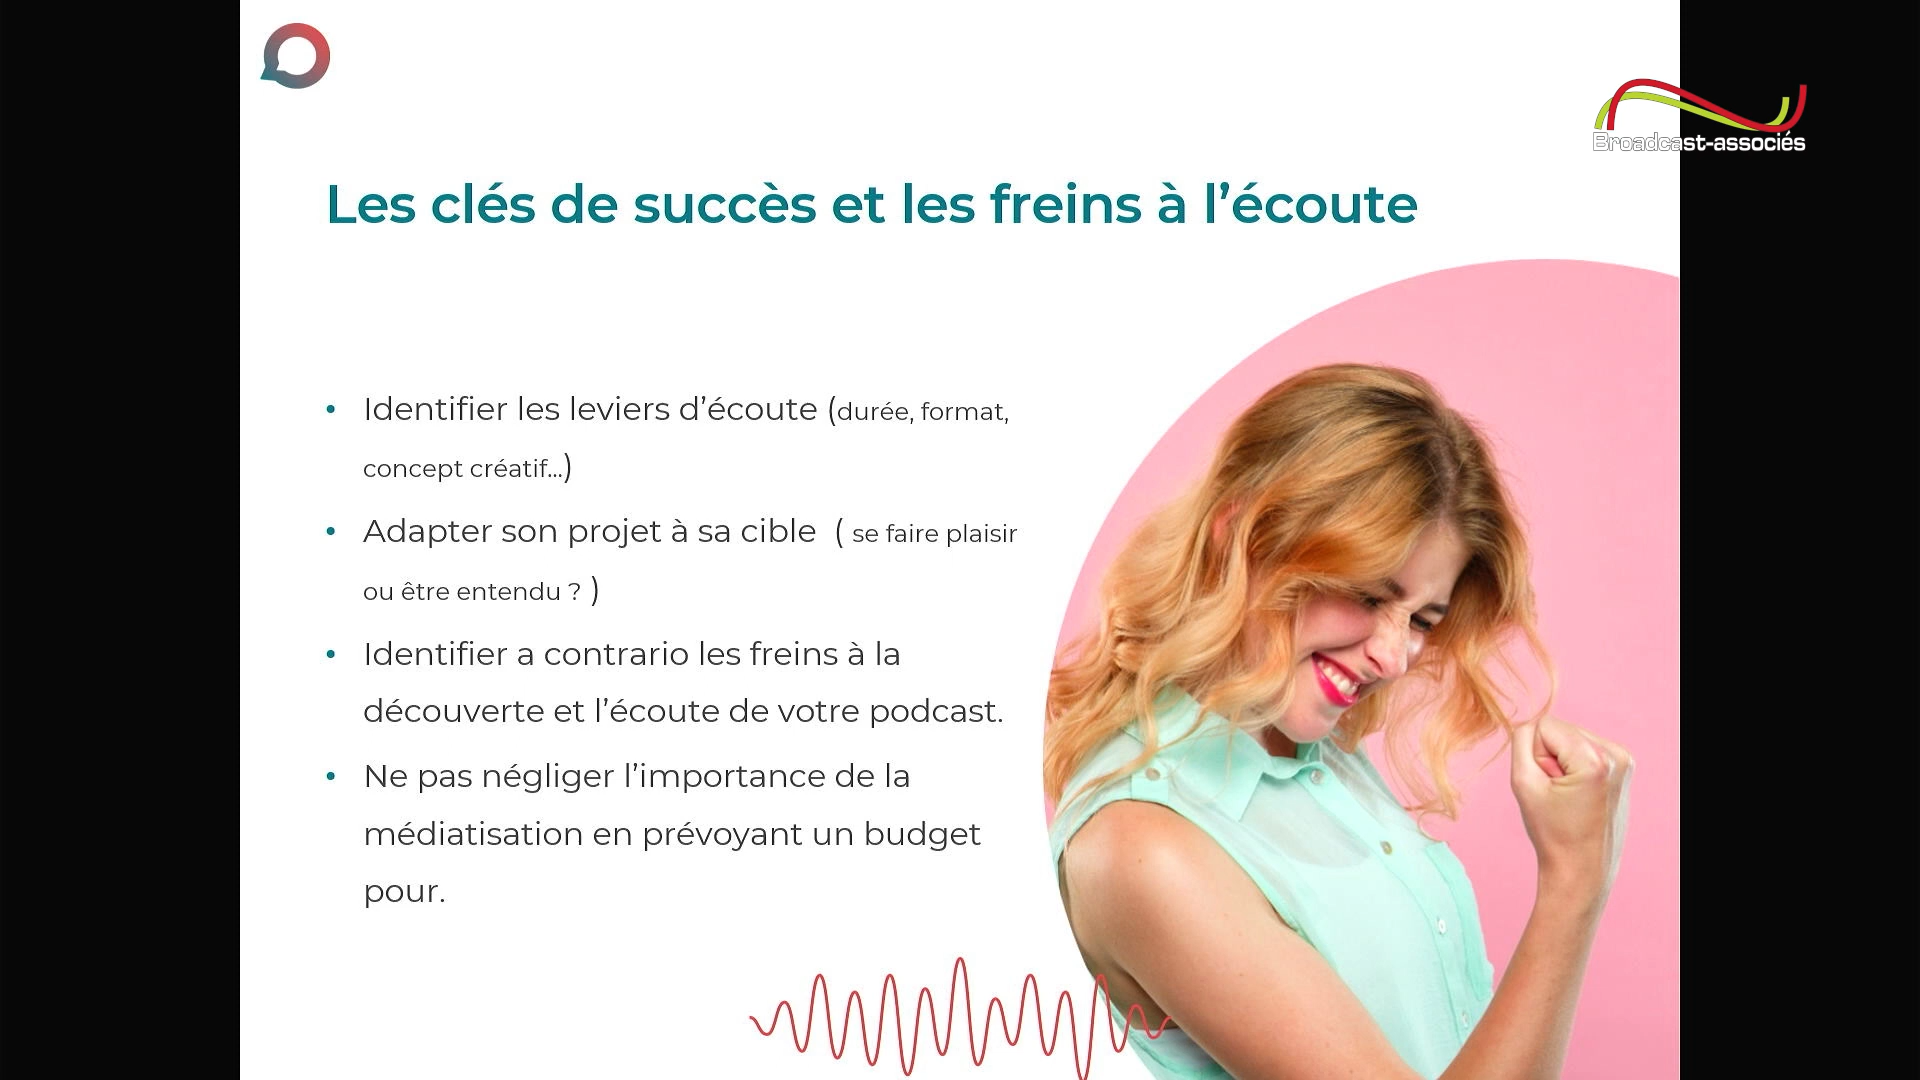 Broadcast-associés
Les clés de succès et les freins à l’écoute
• Identifier les leviers d’écoute (durée, format,
concept créatif...)
• Adapter son projet à sa cible  ( se faire plaisir
ou être entendu ? )
• Identifier a contrario les freins à la
découverte et l’écoute de votre podcast.
• Ne pas négliger l’importance de la
médiatisation en prévoyant un budget
pour.